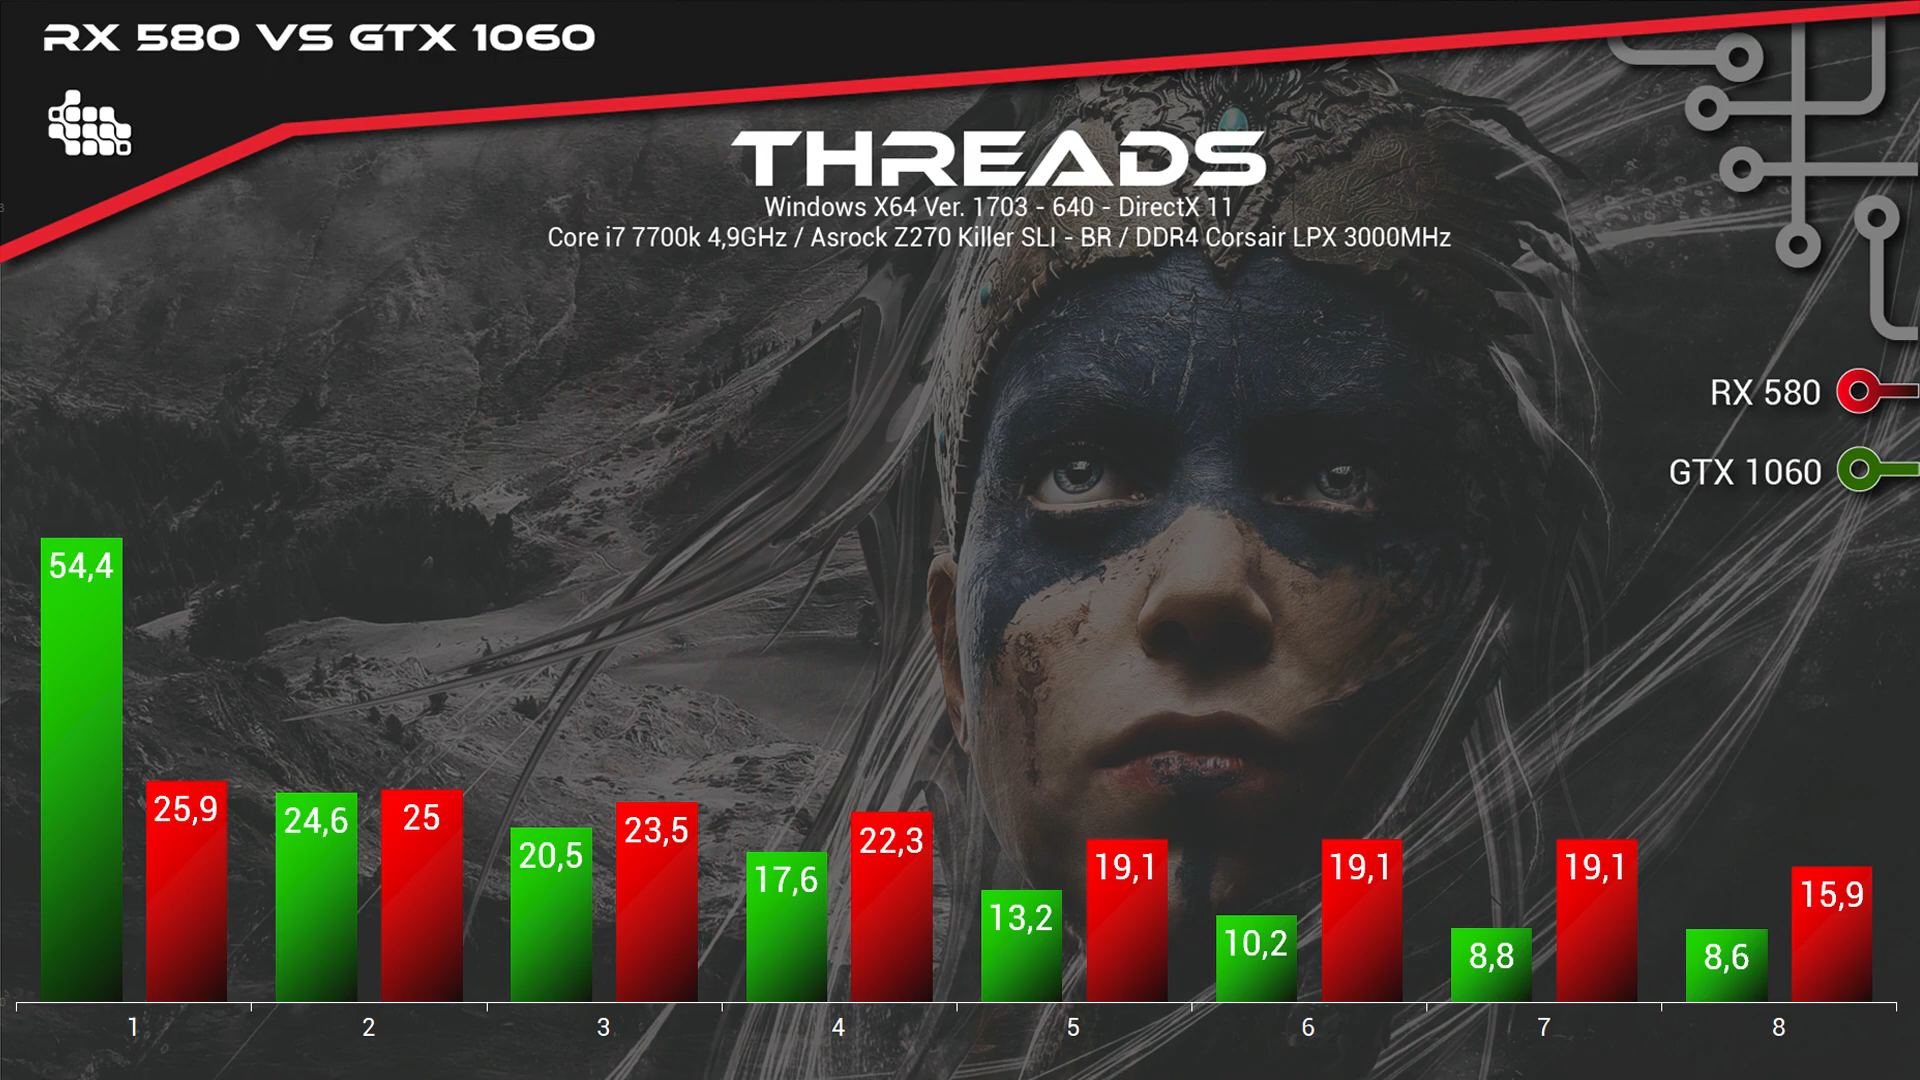 RX 580 VS GTX 1060
THREADS
Windows X64 Ver. 1703 - 640 - DirectX 11
Core i7 7700k 4,9GHz / Asrock Z270 Killer SLI - BR / DDR4 Corsair LPX 3000MHz
RX 580
GTX 1060
54,4
25,9
24,6
25
20,5
23,5
17,6
22,3
13,2
19,1
10,2
19,1
8,8
19,1
8,6
15,9
1 2 3 4 5 6 7 8